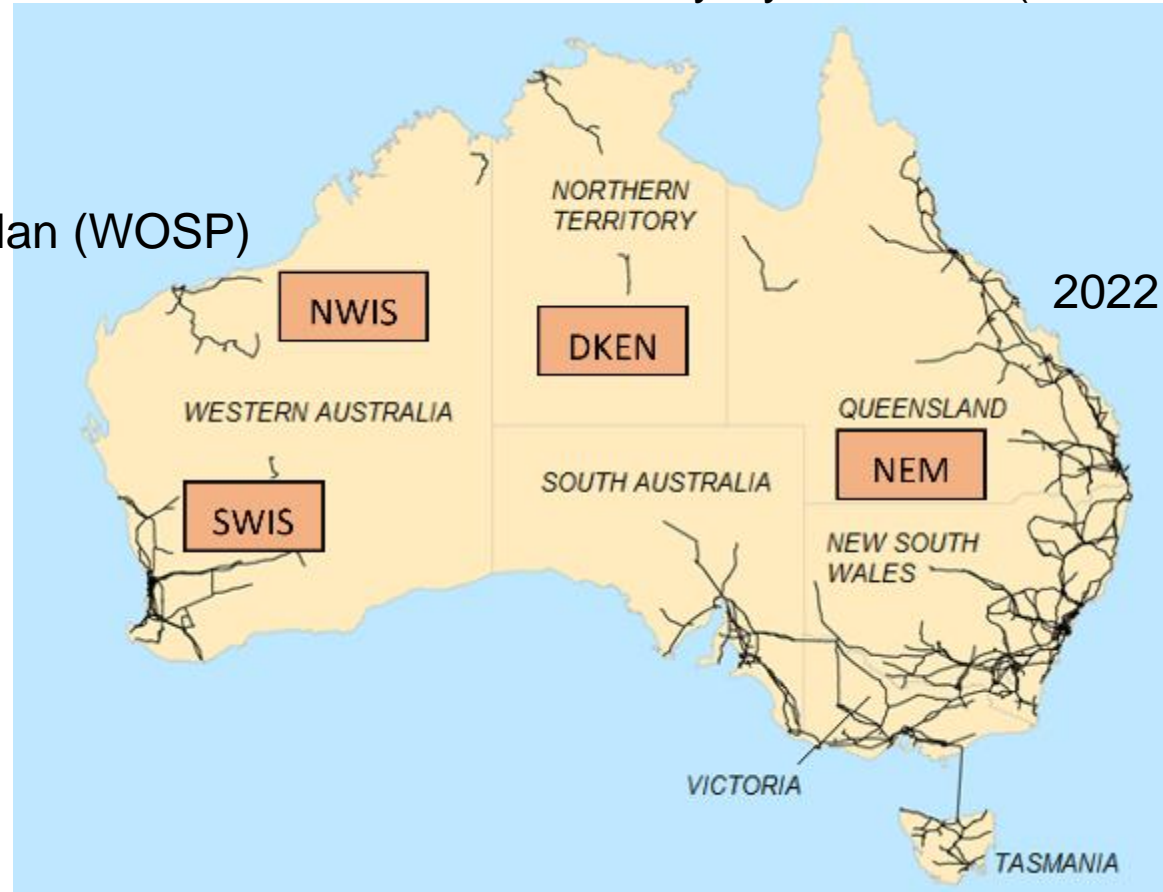 lan (WOSP)
2022
NORTHERN
TERRITORY
NWIS
DKEN
WESTERN AUSTRALIA
QUEENSLAND
NEM
SOUTH AUSTRALIA
SWIS
NEW SOUTH
WALES
VICTORIA
TASMANIA